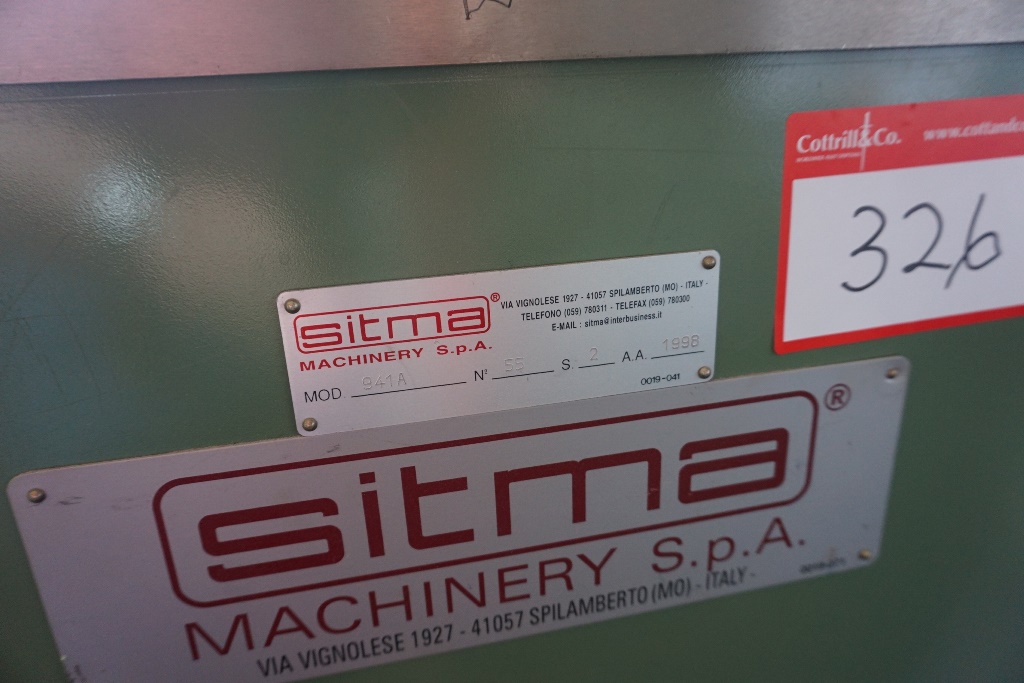 Cottrill&Co.
326
sitma®
MACHINERY S.p.A.
VIA VIGNOLESE 1927 - 41057 SPILAMBERTO (MO) - ITALY -
TELEFONO (059) 780311 - TELEFAX (059) 780300
E-MAIL : sitma@interbusiness.it
MOD. 941A N° 55 S. 2 A.A. 1998
0019-041
sitma®
MACHINERY S.p.A.
VIA VIGNOLESE 1927 - 41057 SPILAMBERTO (MO) - ITALY -